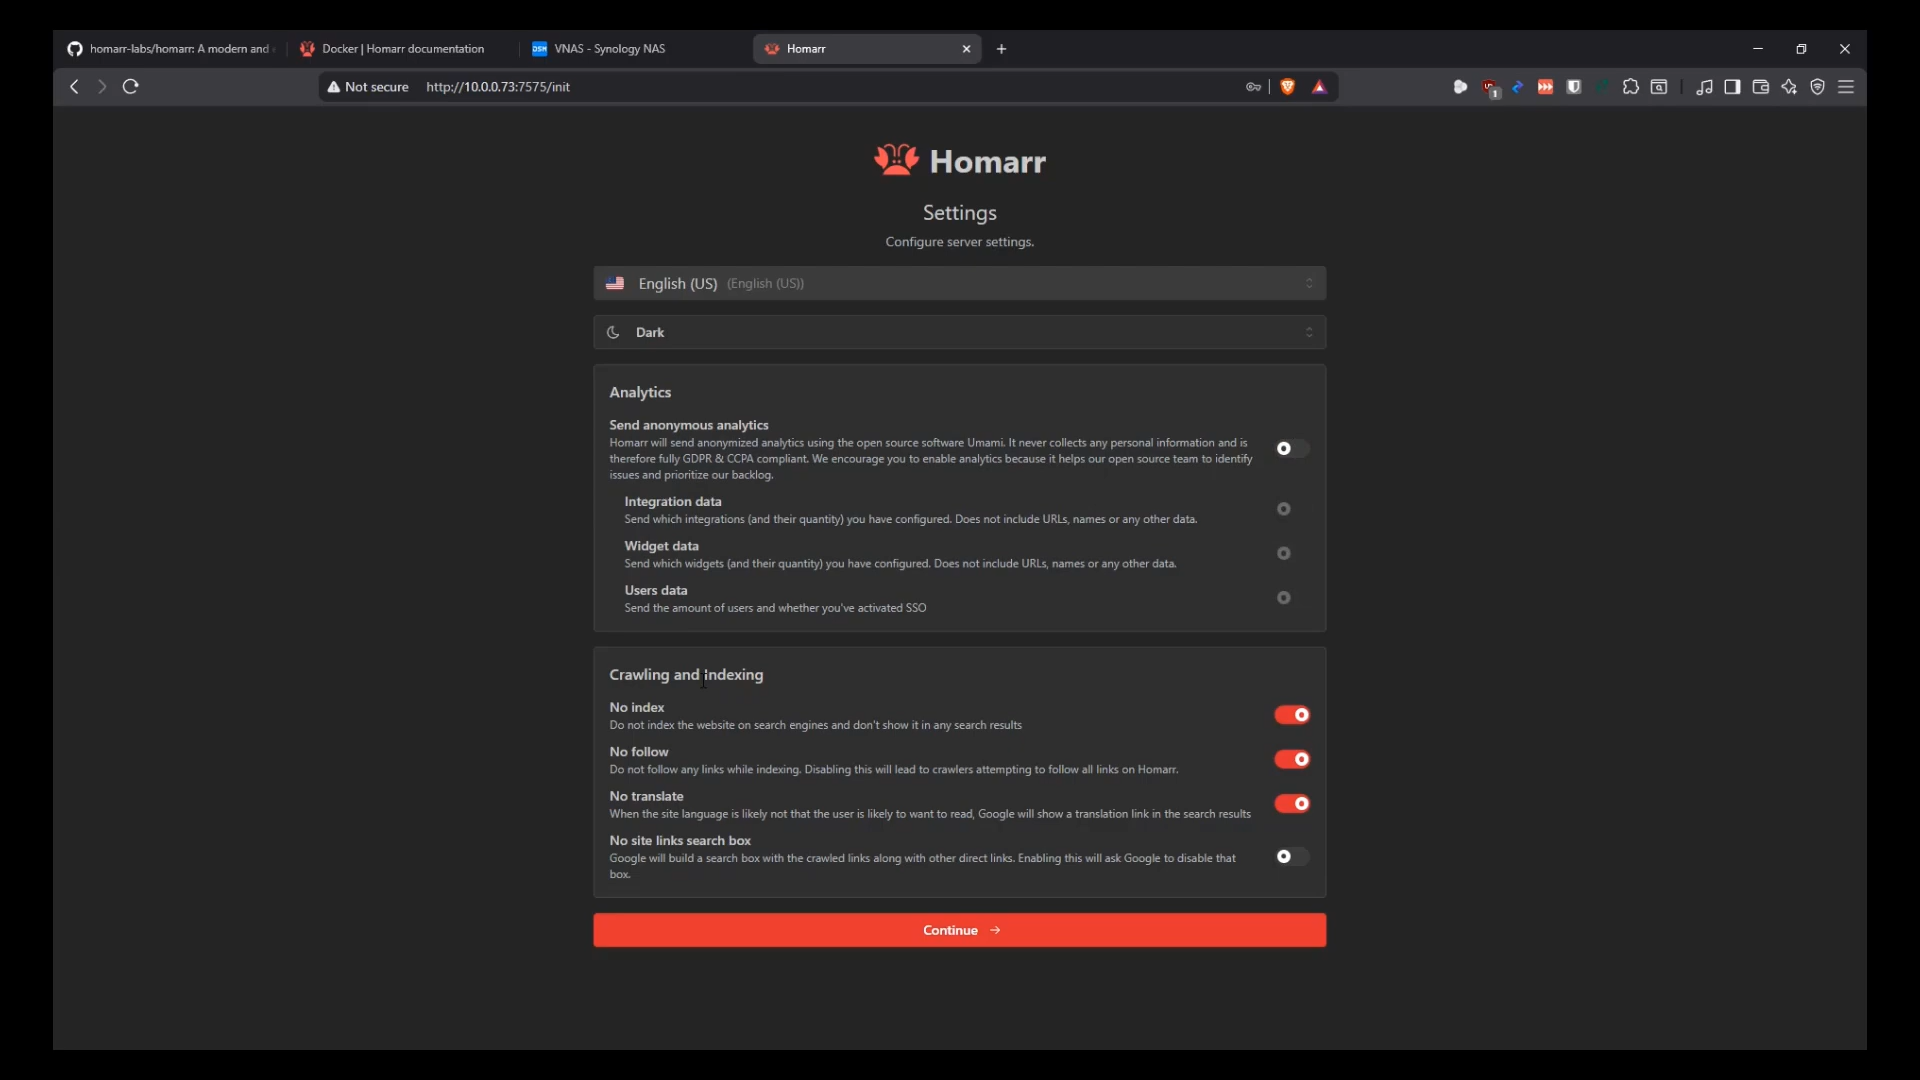 homarr-labs/homarr: A modern and
Docker | Homarr documentation
DSM
VNAS - Synology NAS
Homarr
Not secure
http://10.0.0.73:7575/init
1
Homarr
Settings
Configure server settings.
English (US) (English (US))
Dark
Analytics
Send anonymous analytics
Homarr will send anonymized analytics using the open source software Umami. It never collects any personal information and is
therefore fully GDPR & CCPA compliant. We encourage you to enable analytics because it helps our open source team to identify
issues and prioritize our backlog.
Integration data
Send which integrations (and their quantity) you have configured. Does not include URLs, names or any other data.
Widget data
Send which widgets (and their quantity) you have configured. Does not include URLs, names or any other data.
Users data
Send the amount of users and whether you've activated SSO
Crawling and indexing
No index
Do not index the website on search engines and don't show it in any search results
No follow
Do not follow any links while indexing. Disabling this will lead to crawlers attempting to follow all links on Homarr.
No translate
When the site language is likely not that the user is likely to want to read, Google will show a translation link in the search results
No site links search box
Google will build a search box with the crawled links along with other direct links. Enabling this will ask Google to disable that
box.
Continue →